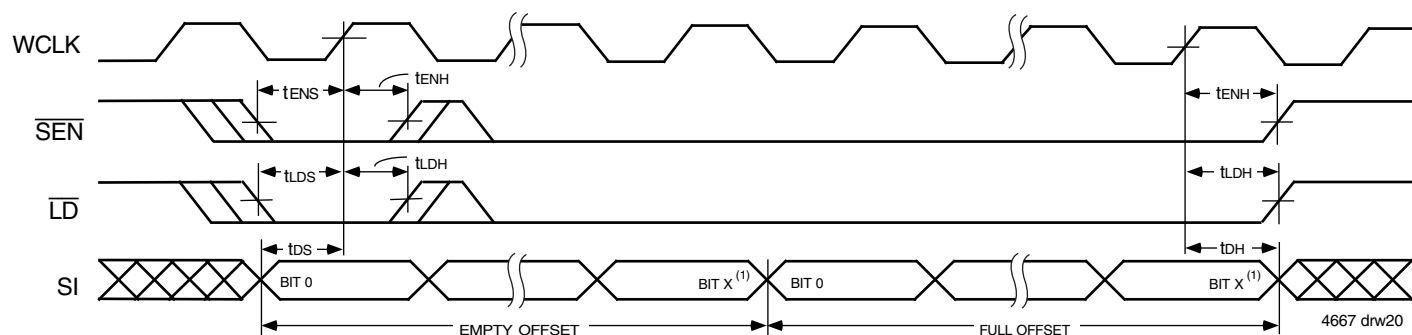 WCLK
tENH
tENS
tENH
SEN
tLDH
tLDS
tLDH
LD
tDS
tDH
SI
BIT 0
BIT X (1)
BIT 0
BIT X (1)
EMPTY OFFSET
FULL OFFSET
4667 drw20